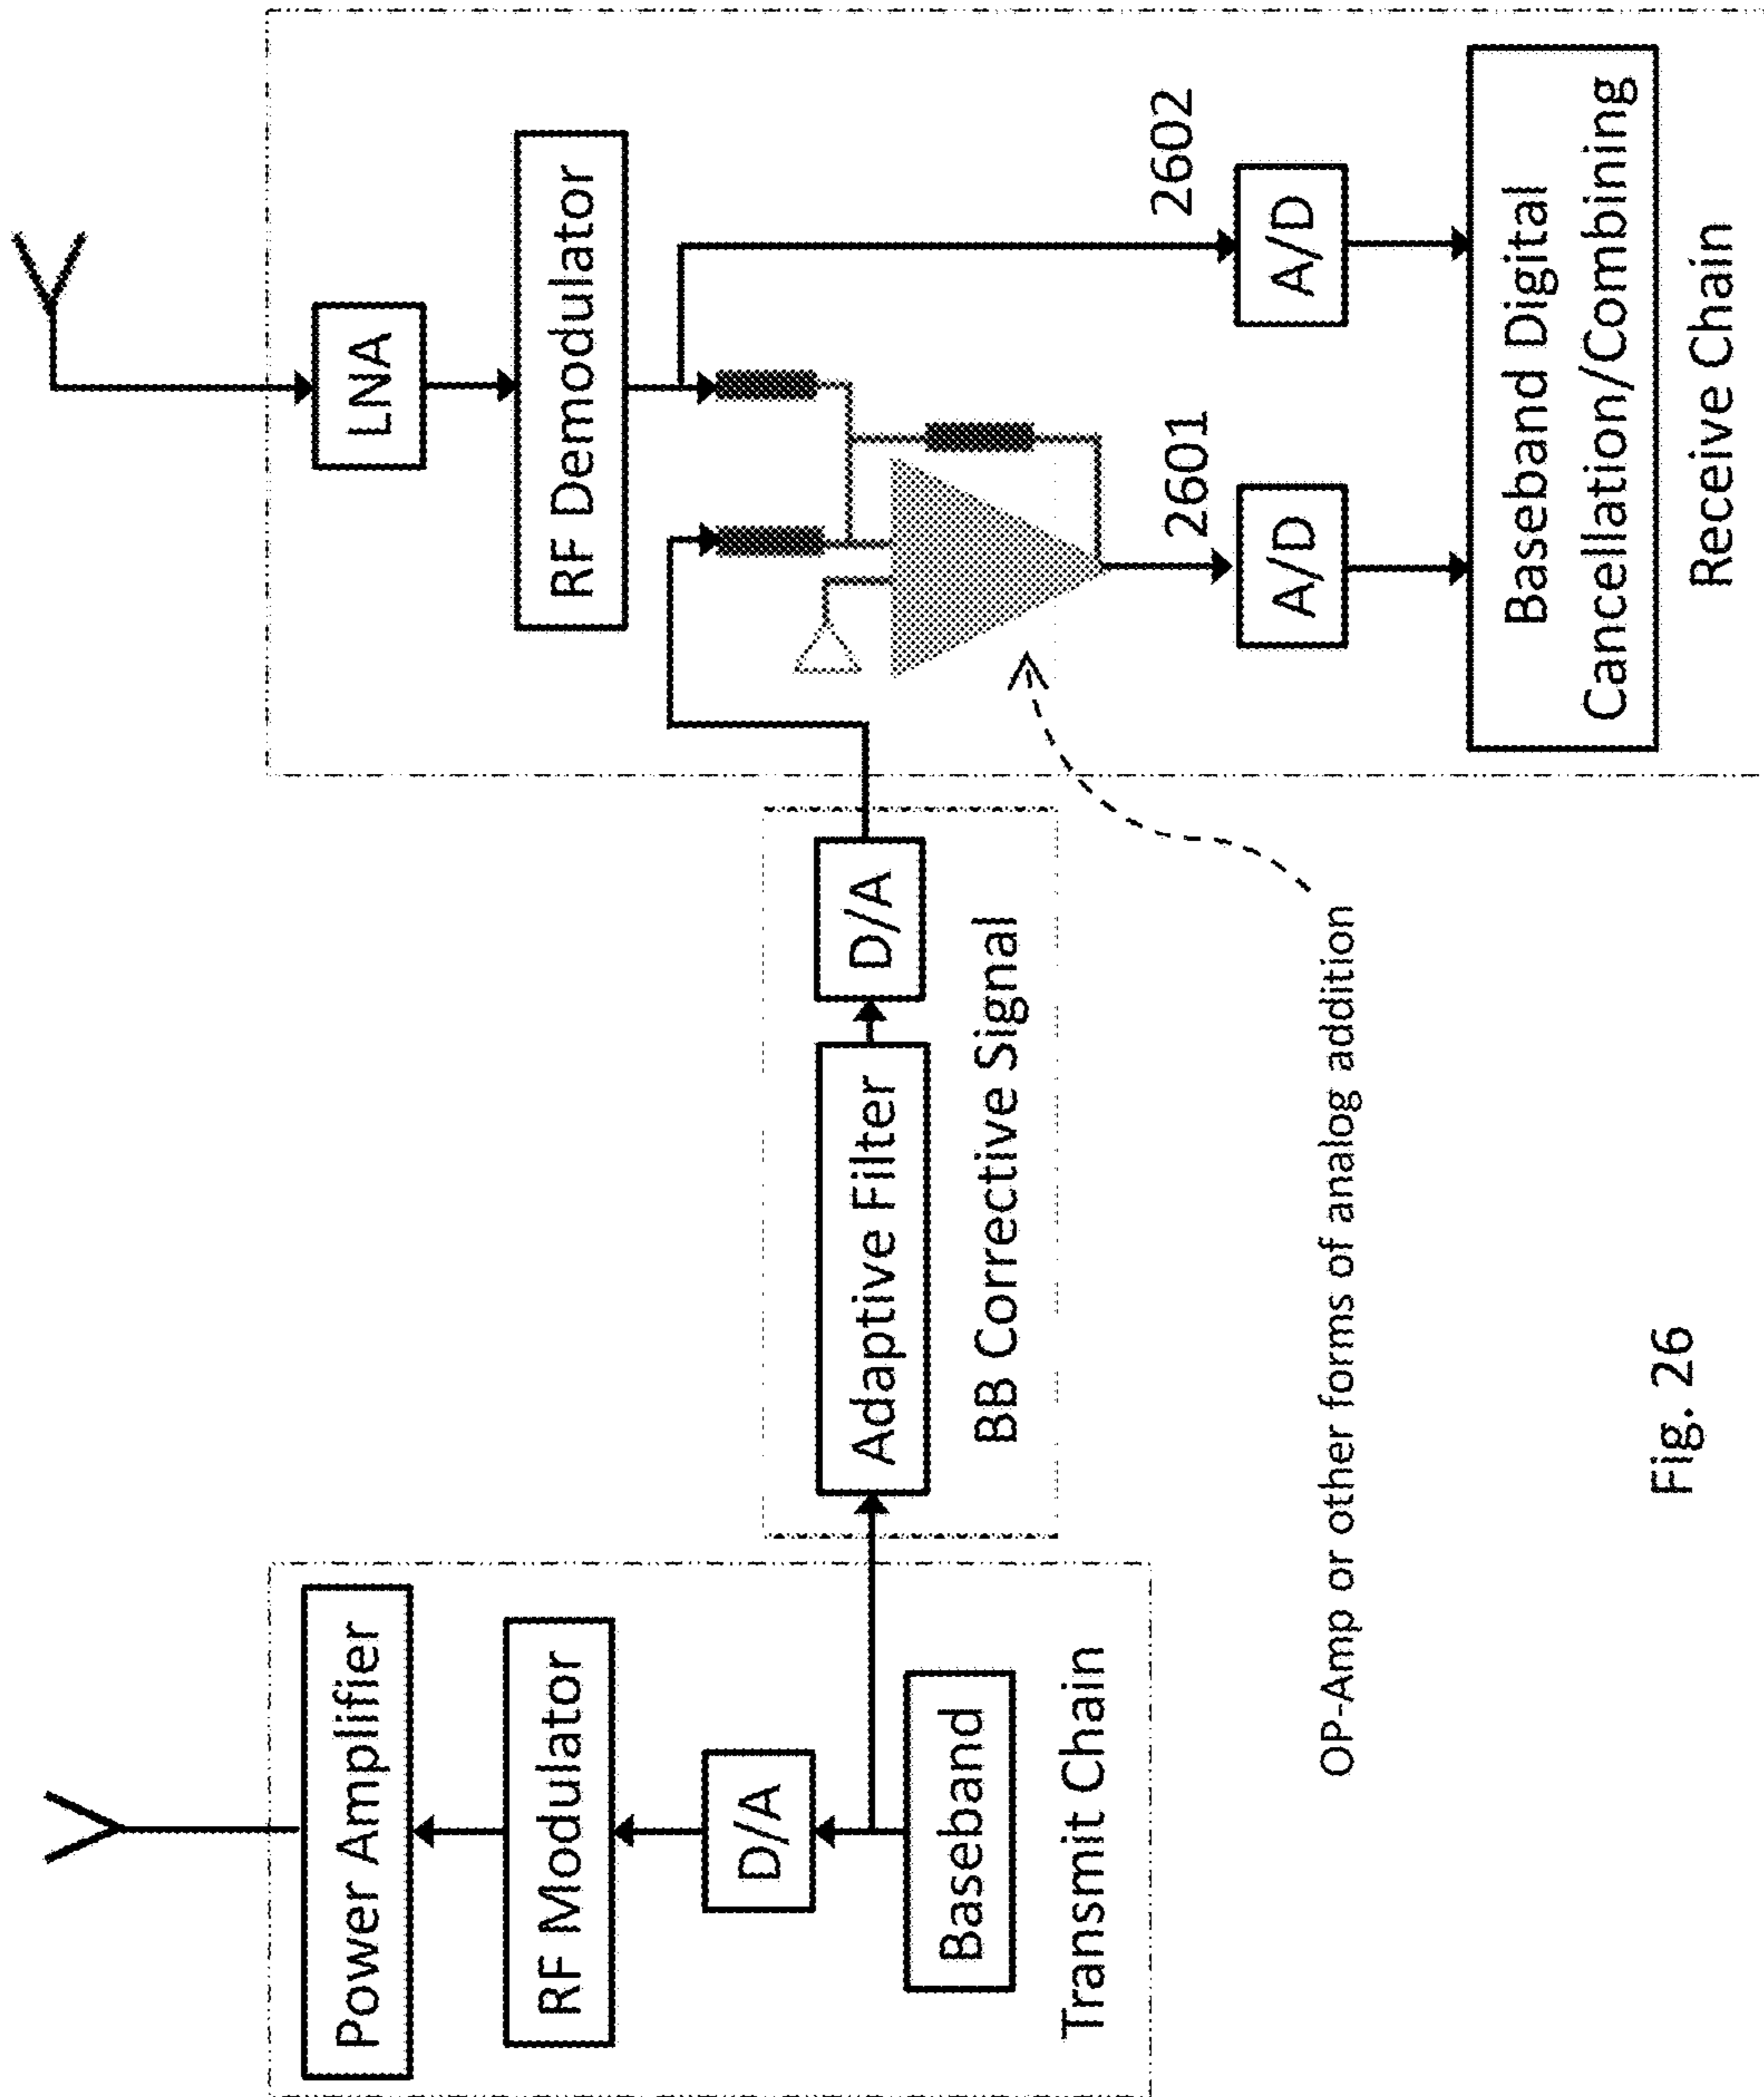 Power Amplifier
RF Modulator
D/A
Baseband
Transmit Chain
Adaptive Filter
D/A
BB Corrective Signal
LNA
RF Demodulator
2601
2602
A/D
A/D
Baseband Digital
Cancellation/Combining
Receive Chain
OP-Amp or other forms of analog addition
Fig. 26